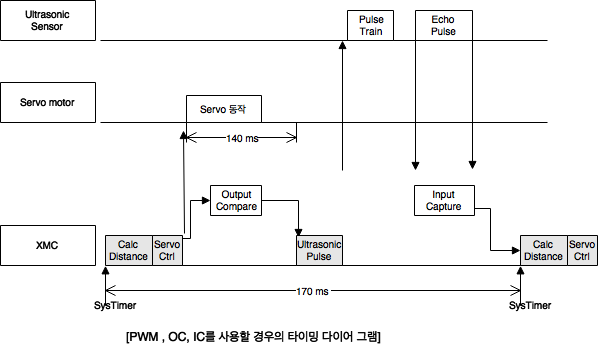 Ultrasonic
Sensor
Pulse
Train
Echo
Pulse
Servo motor
Servo 동작
140 ms
Output
Compare
Input
Capture
XMC
Calc
Distance
Servo
Ctrl
Ultrasonic
Pulse
Calc
Distance
Servo
Ctrl
170 ms
SysTimer
SysTimer
[PWM , OC, IC를 사용할 경우의 타이밍 다이어 그램]